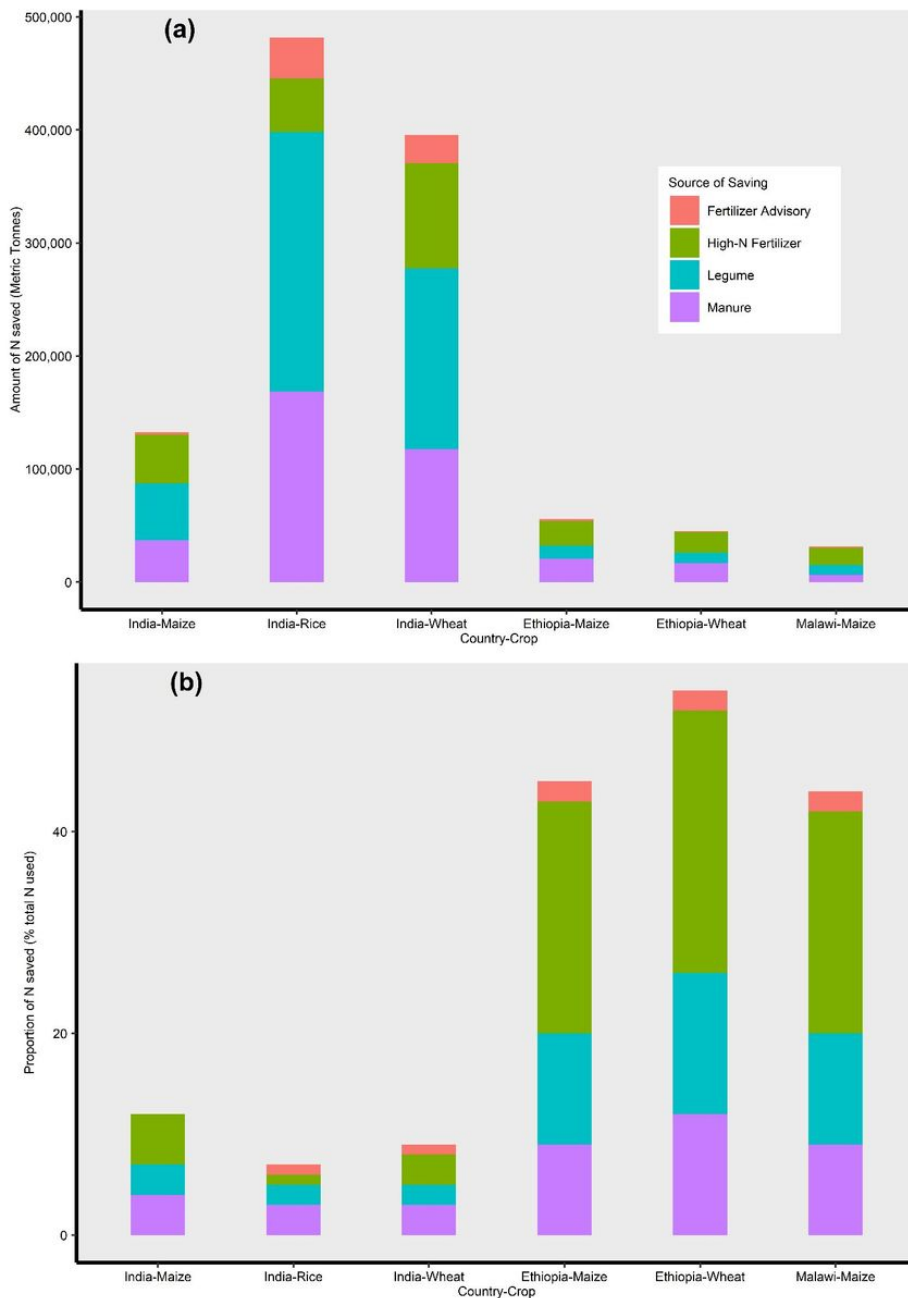 (a)
500,000
400,000
300,000
200,000
100,000
0
Amount of N saved (Metric Tonnes)
Source of Saving
Fertilizer Advisory
High-N Fertilizer
Legume
Manure
India-Maize India-Rice India-Wheat Ethiopia-Maize Ethiopia-Wheat Malawi-Maize
Country-Crop
(b)
40
20
0
Proportion of N saved (% total N used)
India-Maize India-Rice India-Wheat Ethiopia-Maize Ethiopia-Wheat Malawi-Maize
Country-Crop